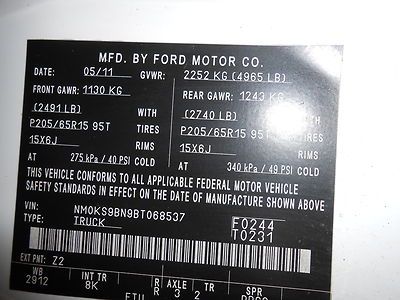 MFD. BY FORD MOTOR CO.
DATE: 05/11 GVWR: 2252 KG (4965 LB)
FRONT GAWR: 1130 KG REAR GAWR: 1243 KG
(2491 LB) WITH (2740 LB) WITH
P205/65R15 95T TIRES P205/65R15 95T TIRES
15X6J RIMS 15X6J RIMS
AT 275 kPa / 40 PSI COLD AT 340 kPa / 49 PSI COLD
THIS VEHICLE CONFORMS TO ALL APPLICABLE FEDERAL MOTOR VEHICLE
SAFETY STANDARDS IN EFFECT ON THE DATE OF MANUFACTURE SHOWN ABOVE.
VIN: NM0KS9BN9BT068537 F0244
TYPE: TRUCK T0231
EXT PNT: Z2
WB INT TR R AXLE TR SPR
2912 8K 3 2